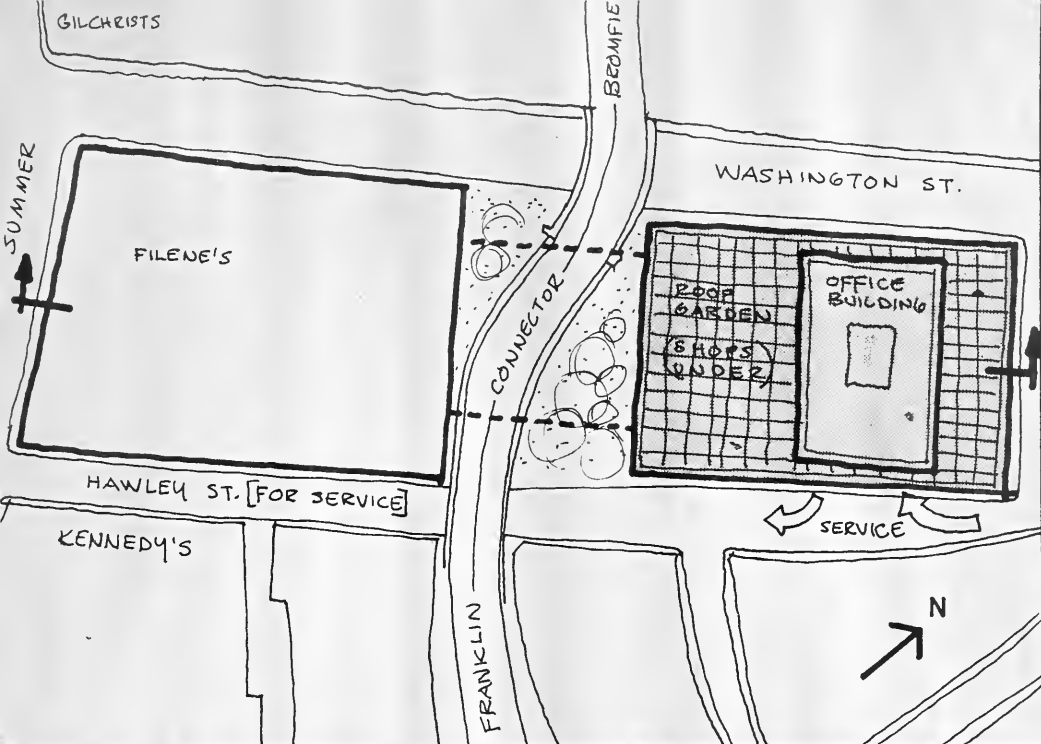 GILCHRISTS
BROMFIE
SUMMER
WASHINGTON ST.
FILENE'S
CONNECTOR
ROOF
GARDEN
(SHOPS
UNDER)
OFFICE
BUILDING
HAWLEY ST. [FOR SERVICE]
KENNEDY'S
SERVICE
FRANKLIN
N